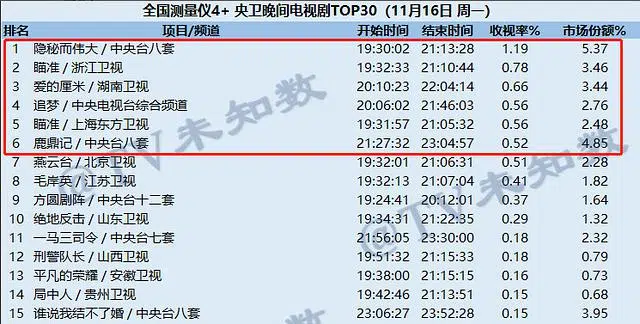 全国测量仪4+ 央卫晚间电视剧TOP30（11月16日 周一）
排名 项目/频道 开始时间 结束时间 收视率% 市场份额%
1 隐秘而伟大 / 中央台八套 19:30:02 21:13:28 1.19 5.37
2 瞄准 / 浙江卫视 19:32:33 21:10:44 0.78 3.46
3 爱的厘米 / 湖南卫视 20:10:23 22:04:14 0.66 3.44
4 追梦 / 中央电视台综合频道 20:06:02 21:46:03 0.56 2.76
5 瞄准 / 上海东方卫视 19:31:57 21:05:32 0.56 2.48
6 鹿鼎记 / 中央台八套 21:27:32 23:04:57 0.52 4.85
7 燕云台 / 北京卫视 19:32:01 21:06:31 0.51 2.28
8 毛岸英 / 江苏卫视 19:32:13 21:07:04 0.41 1.82
9 方圆剧阵 / 中央台十二套 19:24:41 20:12:01 0.37 1.64
10 绝地反击 / 山东卫视 19:34:31 21:22:35 0.29 1.32
11 一马三司令 / 中央台七套 21:56:05 23:30:00 0.18 2.32
12 刑警队长 / 山西卫视 19:51:32 21:15:33 0.18 0.79
13 平凡的荣耀 / 安徽卫视 19:38:00 21:15:15 0.16 0.73
14 局中人 / 贵州卫视 19:42:46 21:13:51 0.15 0.68
15 谁说我结不了婚 / 中央台八套 23:06:27 23:52:28 0.15 3.95
@TV未知数